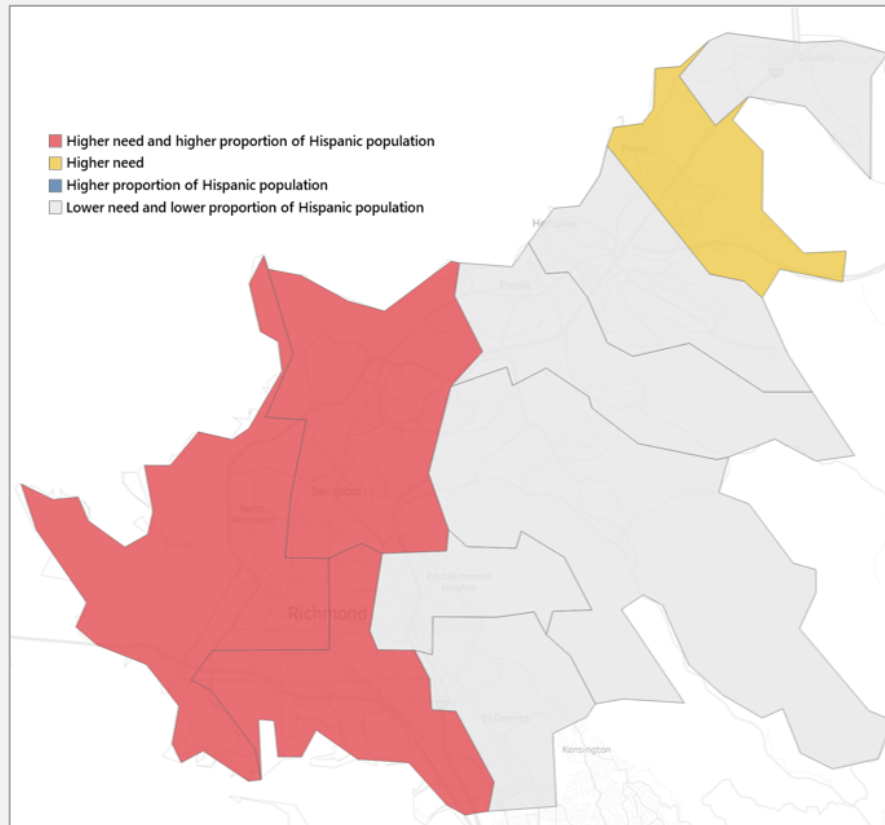 Crockett
Higher need and higher proportion of Hispanic population
Higher need
Rodeo
Higher proportion of Hispanic population
Lower need and lower proportion of Hispanic population
Hercules
Pinole
San Pablo
North
Richmond
East Richmond
Heights
Richmond
El Cerrito
Kensington